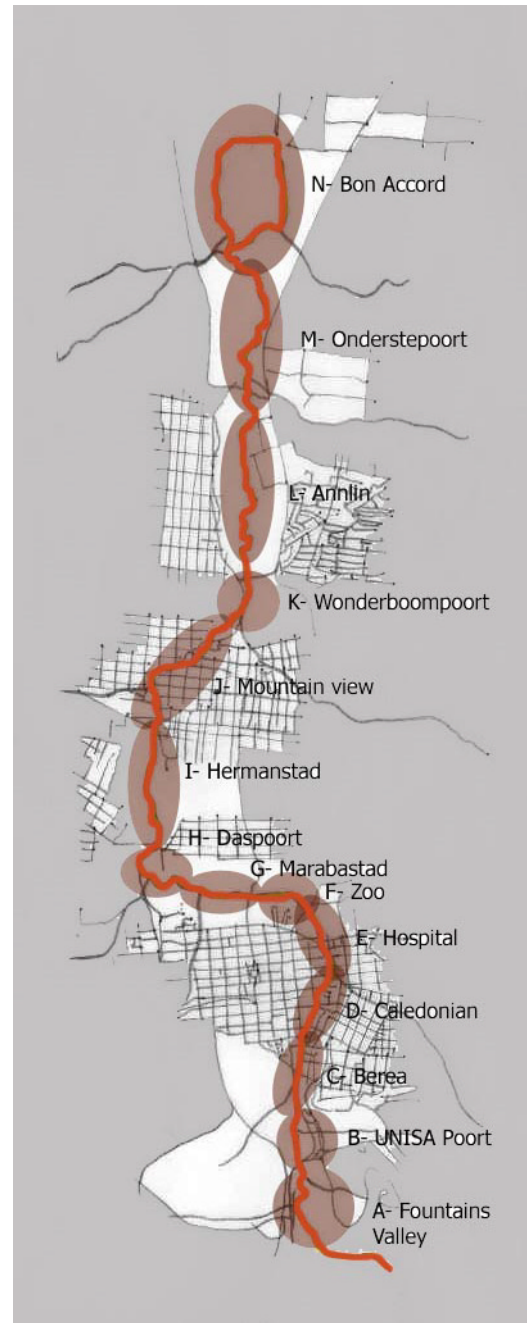 N- Bon Accord
M- Onderstepoort
L- Annlin
K- Wonderboompoort
J- Mountain view
I- Hermanstad
H- Daspoort
G- Marabastad
F- Zoo
E- Hospital
D- Caledonian
C- Berea
B- UNISA Poort
A- Fountains
Valley